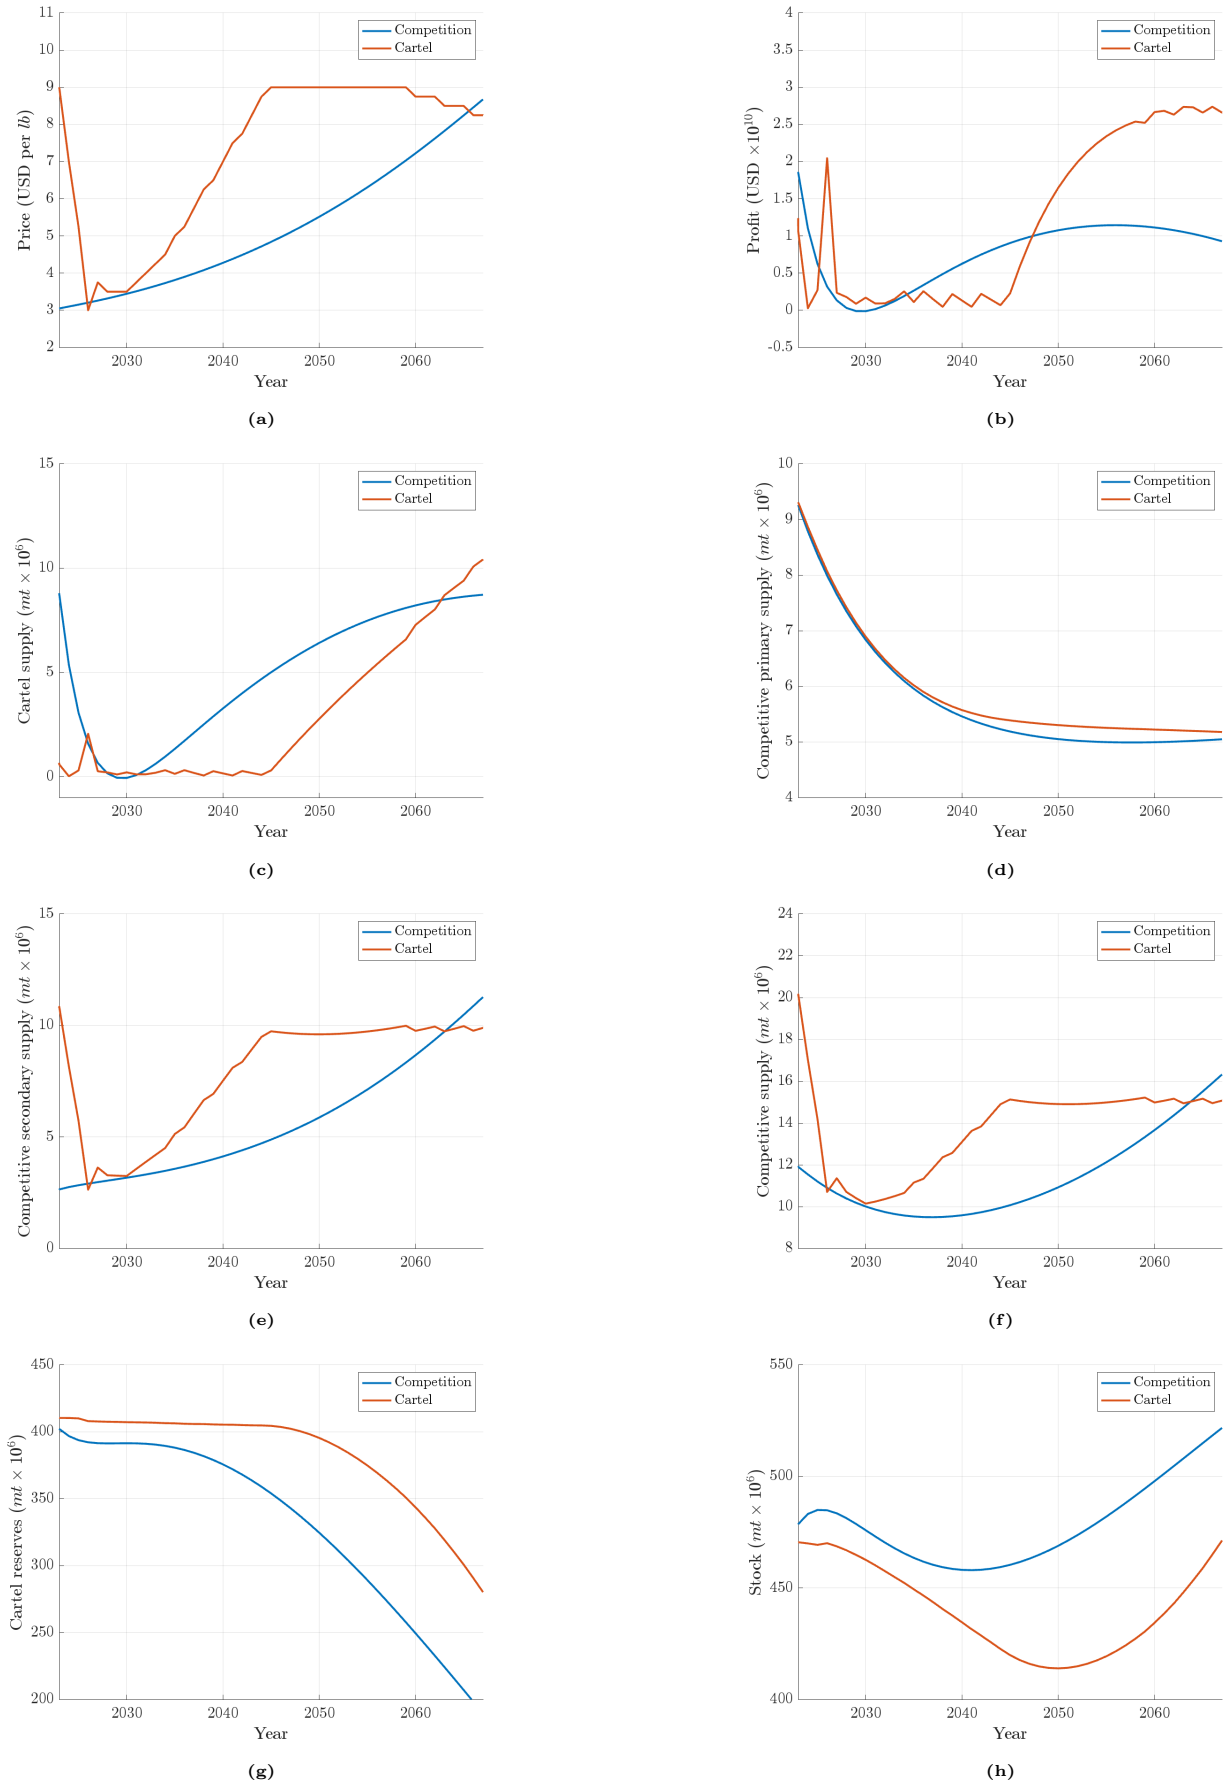 11
10
9
8
7
6
5
4
3
2
Price (USD per lb)
2030 2040 2050 2060
Year
Competition
Cartel
(a)
4
3.5
3
2.5
2
1.5
1
0.5
0
-0.5
Profit (USD ×10^10)
2030 2040 2050 2060
Year
Competition
Cartel
(b)
15
10
5
0
Cartel supply (mt × 10^6)
2030 2040 2050 2060
Year
Competition
Cartel
(c)
10
9
8
7
6
5
4
Competitive primary supply (mt × 10^6)
2030 2040 2050 2060
Year
Competition
Cartel
(d)
15
10
5
0
Competitive secondary supply (mt × 10^6)
2030 2040 2050 2060
Year
Competition
Cartel
(e)
24
22
20
18
16
14
12
10
8
Competitive supply (mt × 10^6)
2030 2040 2050 2060
Year
Competition
Cartel
(f)
450
400
350
300
250
200
Cartel reserves (mt × 10^6)
2030 2040 2050 2060
Year
Competition
Cartel
(g)
550
500
450
400
Stock (mt × 10^6)
2030 2040 2050 2060
Year
Competition
Cartel
(h)